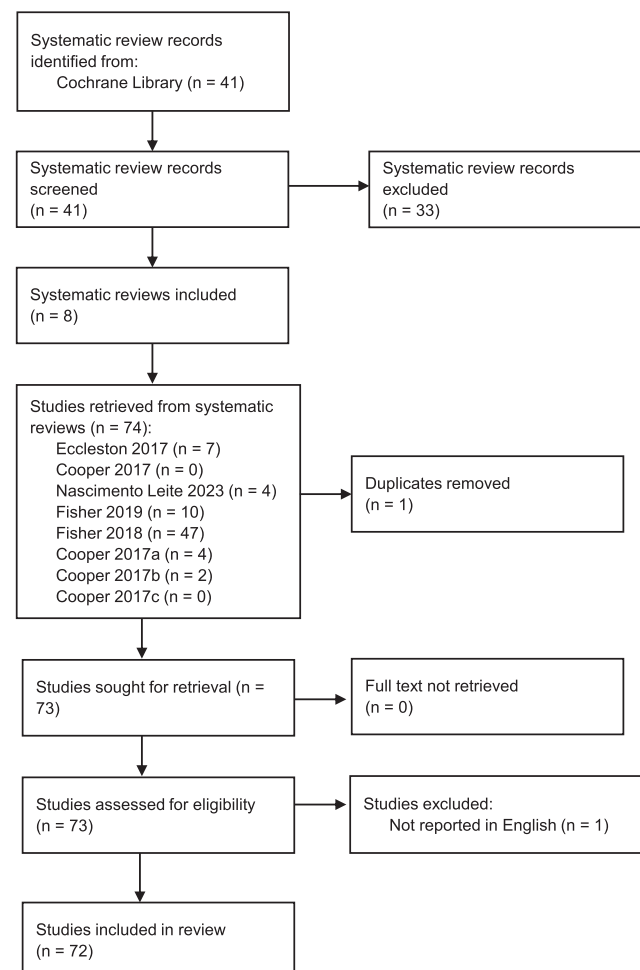 Systematic review records
identified from:
Cochrane Library (n = 41)
Systematic review records
screened
(n = 41)
Systematic review records
excluded
(n = 33)
Systematic reviews included
(n = 8)
Studies retrieved from systematic
reviews (n = 74):
Eccleston 2017 (n = 7)
Cooper 2017 (n = 0)
Nascimento Leite 2023 (n = 4)
Fisher 2019 (n = 10)
Fisher 2018 (n = 47)
Cooper 2017a (n = 4)
Cooper 2017b (n = 2)
Cooper 2017c (n = 0)
Duplicates removed
(n = 1)
Studies sought for retrieval (n =
73)
Full text not retrieved
(n = 0)
Studies assessed for eligibility
(n = 73)
Studies excluded:
Not reported in English (n = 1)
Studies included in review
(n = 72)